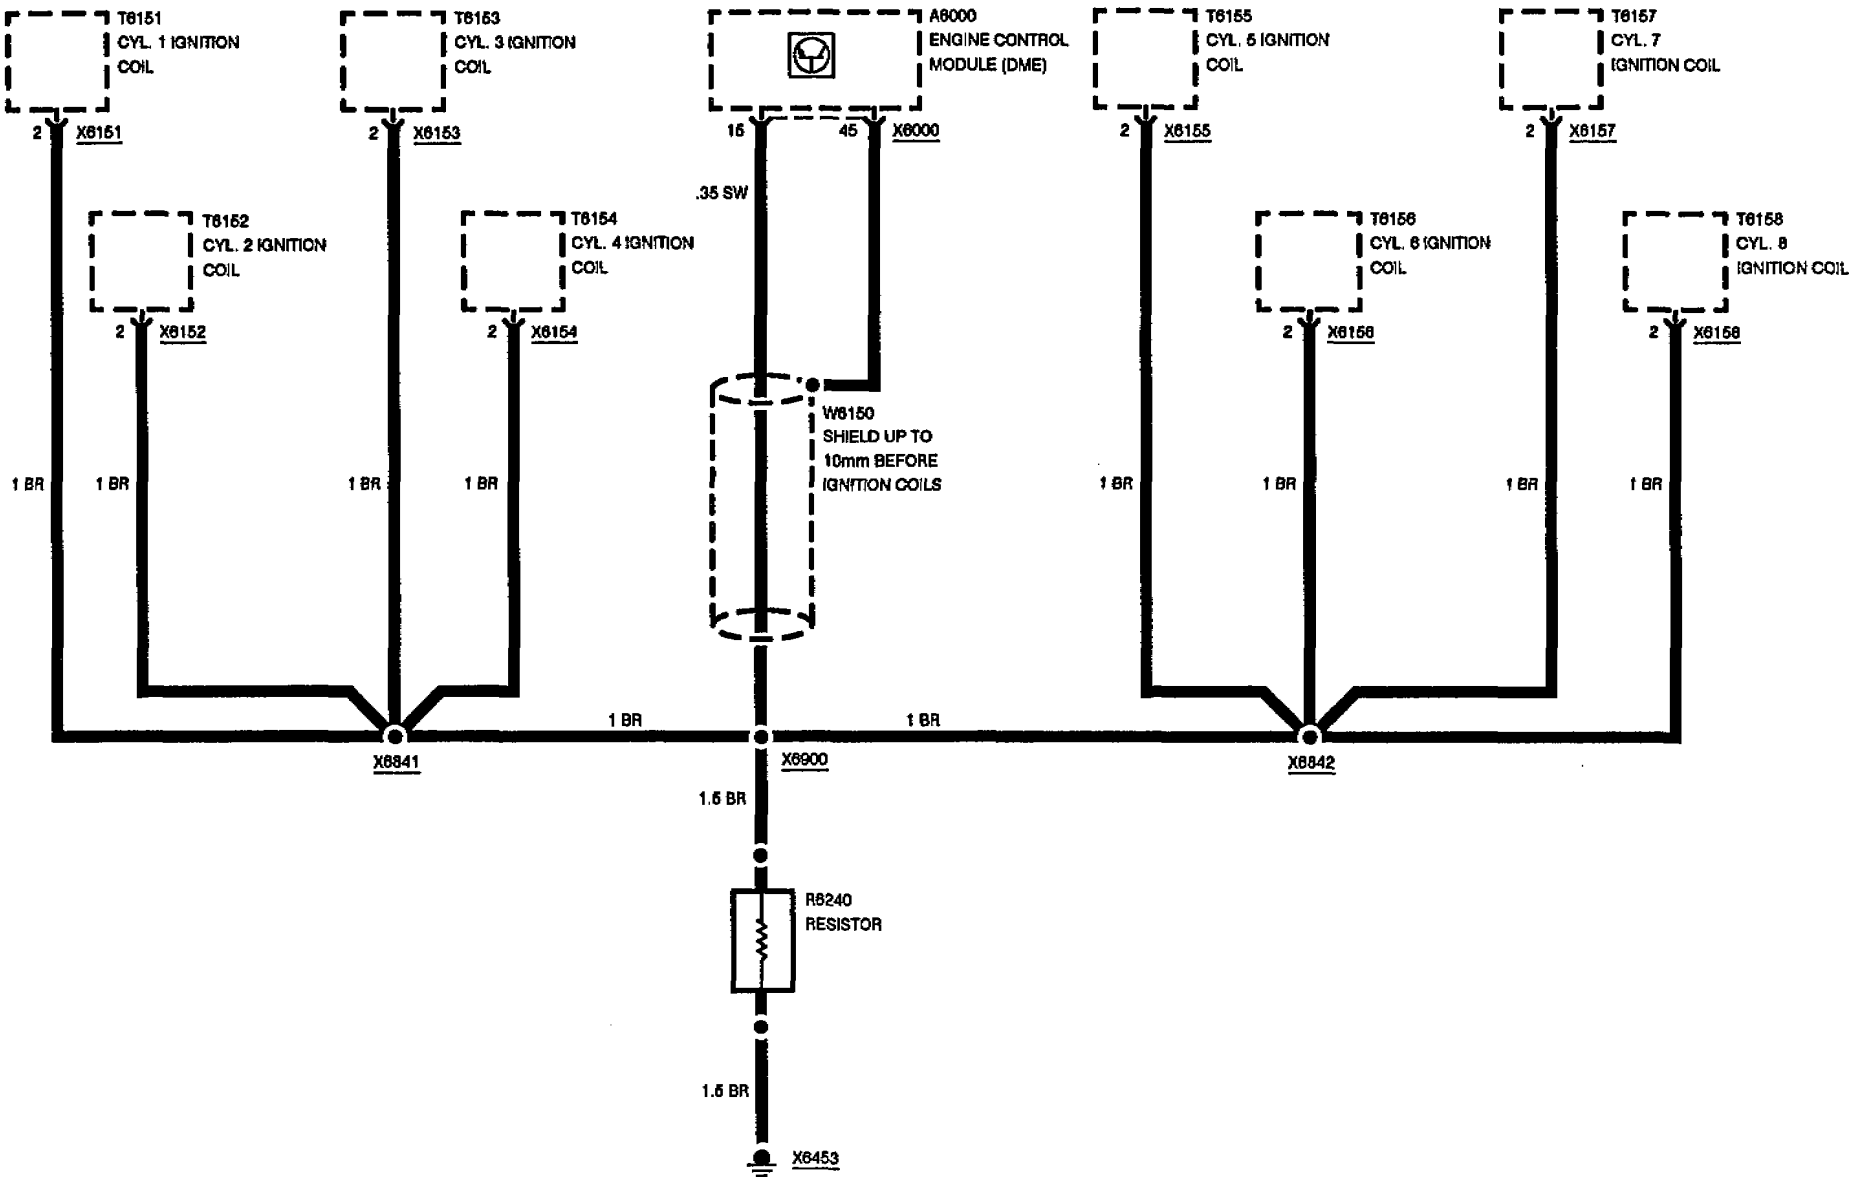 T6151
CYL. 1 IGNITION
COIL
T6153
CYL. 3 IGNITION
COIL
A6000
ENGINE CONTROL
MODULE (DME)
T6155
CYL. 5 IGNITION
COIL
T6157
CYL. 7
IGNITION COIL
2 X6151
2 X6153
15 45 X6000
2 X6155
2 X6157
.35 SW
T6152
CYL. 2 IGNITION
COIL
T6154
CYL. 4 IGNITION
COIL
T6156
CYL. 6 IGNITION
COIL
T6158
CYL. 8
IGNITION COIL
2 X6152
2 X6154
2 X6156
2 X6158
W6150
SHIELD UP TO
10mm BEFORE
IGNITION COILS
1 BR
1 BR
1 BR
1 BR
1 BR
1 BR
1 BR
1 BR
1 BR
1 BR
X6841
X6900
X6842
1.5 BR
R6240
RESISTOR
1.5 BR
X6453